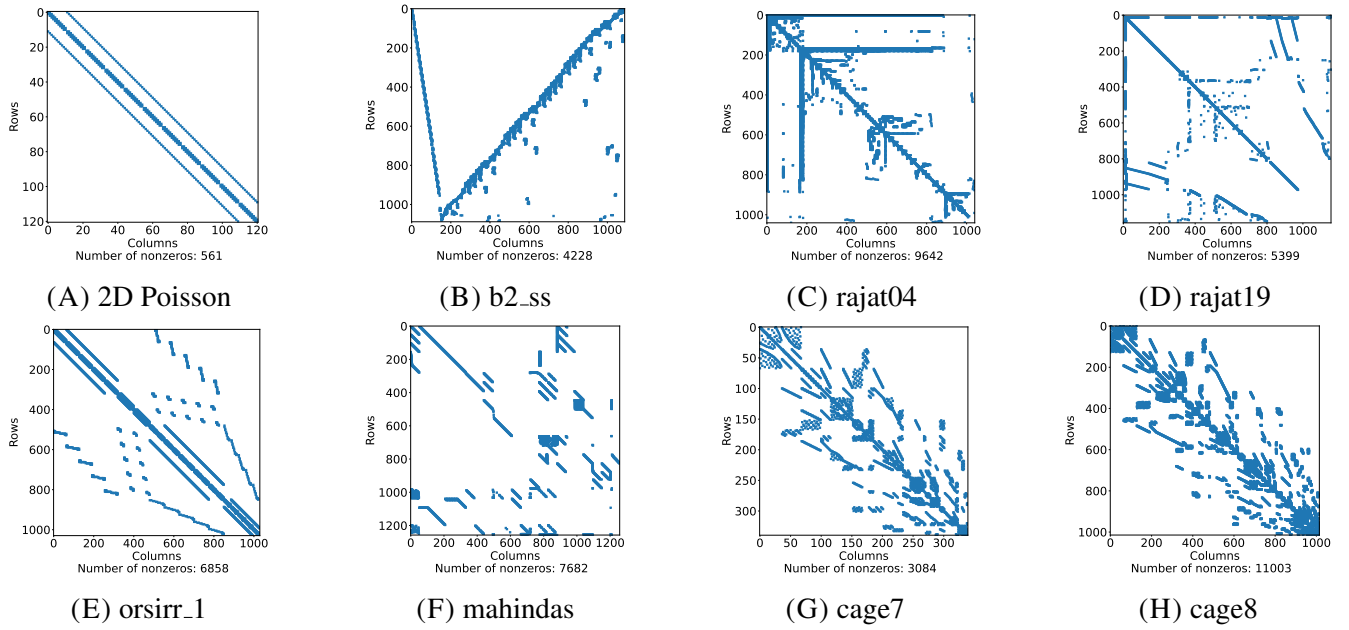 0
20
40
60
80
100
120
Rows
0 20 40 60 80 100 120
Columns
Number of nonzeros: 561
(A) 2D Poisson
0
200
400
600
800
1000
Rows
0 200 400 600 800 1000
Columns
Number of nonzeros: 4228
(B) b2_ss
0
200
400
600
800
1000
Rows
0 200 400 600 800 1000
Columns
Number of nonzeros: 9642
(C) rajat04
0
200
400
600
800
1000
Rows
0 200 400 600 800 1000
Columns
Number of nonzeros: 5399
(D) rajat19
0
200
400
600
800
1000
Rows
0 200 400 600 800 1000
Columns
Number of nonzeros: 6858
(E) orsirr_1
0
200
400
600
800
1000
1200
Rows
0 200 400 600 800 1000 1200
Columns
Number of nonzeros: 7682
(F) mahindas
0
50
100
150
200
250
300
Rows
0 50 100 150 200 250 300
Columns
Number of nonzeros: 3084
(G) cage7
0
200
400
600
800
1000
Rows
0 200 400 600 800 1000
Columns
Number of nonzeros: 11003
(H) cage8